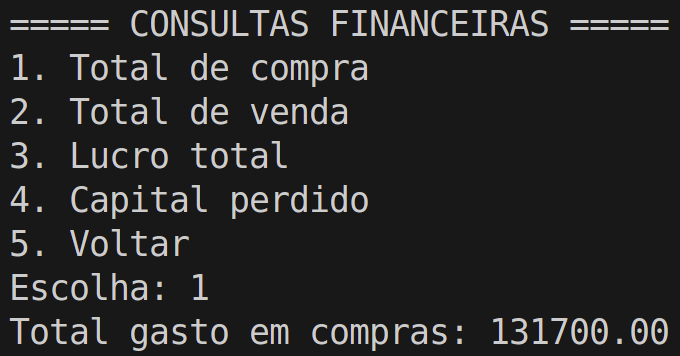 ===== CONSULTAS FINANCEIRAS =====
1. Total de compra
2. Total de venda
3. Lucro total
4. Capital perdido
5. Voltar
Escolha: 1
Total gasto em compras: 131700.00